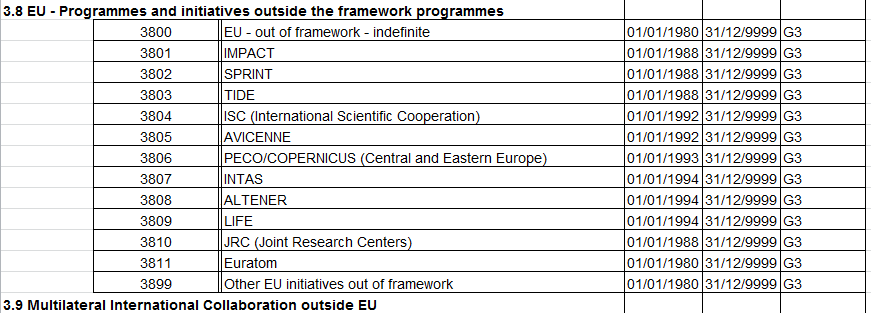 3.8 EU - Programmes and initiatives outside the framework programmes
3800 EU - out of framework - indefinite 01/01/1980 31/12/9999 G3
3801 IMPACT 01/01/1988 31/12/9999 G3
3802 SPRINT 01/01/1988 31/12/9999 G3
3803 TIDE 01/01/1988 31/12/9999 G3
3804 ISC (International Scientific Cooperation) 01/01/1992 31/12/9999 G3
3805 AVICENNE 01/01/1992 31/12/9999 G3
3806 PECO/COPERNICUS (Central and Eastern Europe) 01/01/1993 31/12/9999 G3
3807 INTAS 01/01/1994 31/12/9999 G3
3808 ALTENER 01/01/1994 31/12/9999 G3
3809 LIFE 01/01/1994 31/12/9999 G3
3810 JRC (Joint Research Centers) 01/01/1988 31/12/9999 G3
3811 Euratom 01/01/1980 31/12/9999 G3
3899 Other EU initiatives out of framework 01/01/1980 31/12/9999 G3
3.9 Multilateral International Collaboration outside EU